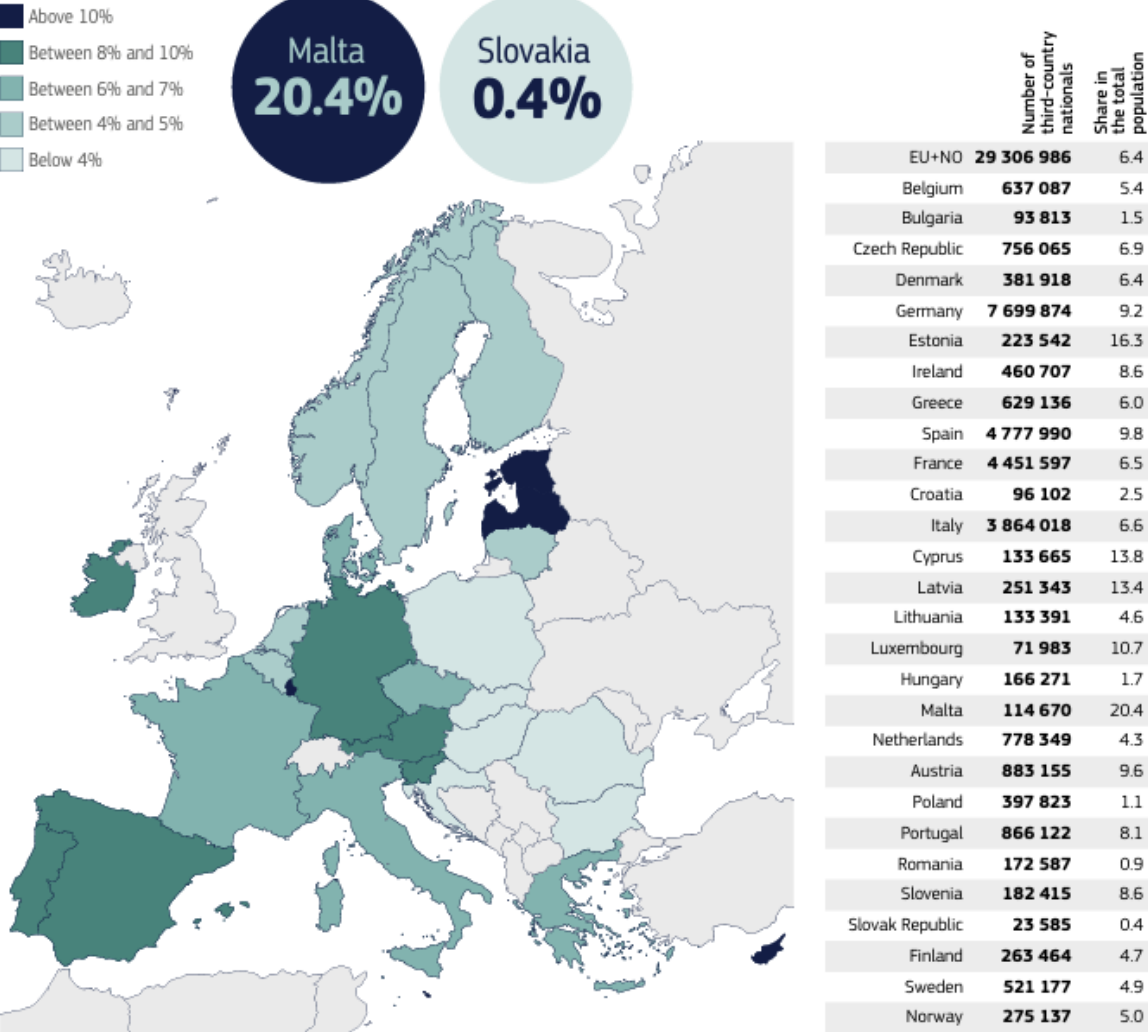 Above 10%
Between 8% and 10%
Between 6% and 7%
Between 4% and 5%
Below 4%
Malta
20.4%
Slovakia
0.4%
Number of
third-country
nationals
Share in
the total
population
EU+NO 29 306 986 6.4
Belgium 637 087 5.4
Bulgaria 93 813 1.5
Czech Republic 756 065 6.9
Denmark 381 918 6.4
Germany 7 699 874 9.2
Estonia 223 542 16.3
Ireland 460 707 8.6
Greece 629 136 6.0
Spain 4 777 990 9.8
France 4 451 597 6.5
Croatia 96 102 2.5
Italy 3 864 018 6.6
Cyprus 133 665 13.8
Latvia 251 343 13.4
Lithuania 133 391 4.6
Luxembourg 71 983 10.7
Hungary 166 271 1.7
Malta 114 670 20.4
Netherlands 778 349 4.3
Austria 883 155 9.6
Poland 397 823 1.1
Portugal 866 122 8.1
Romania 172 587 0.9
Slovenia 182 415 8.6
Slovak Republic 23 585 0.4
Finland 263 464 4.7
Sweden 521 177 4.9
Norway 275 137 5.0